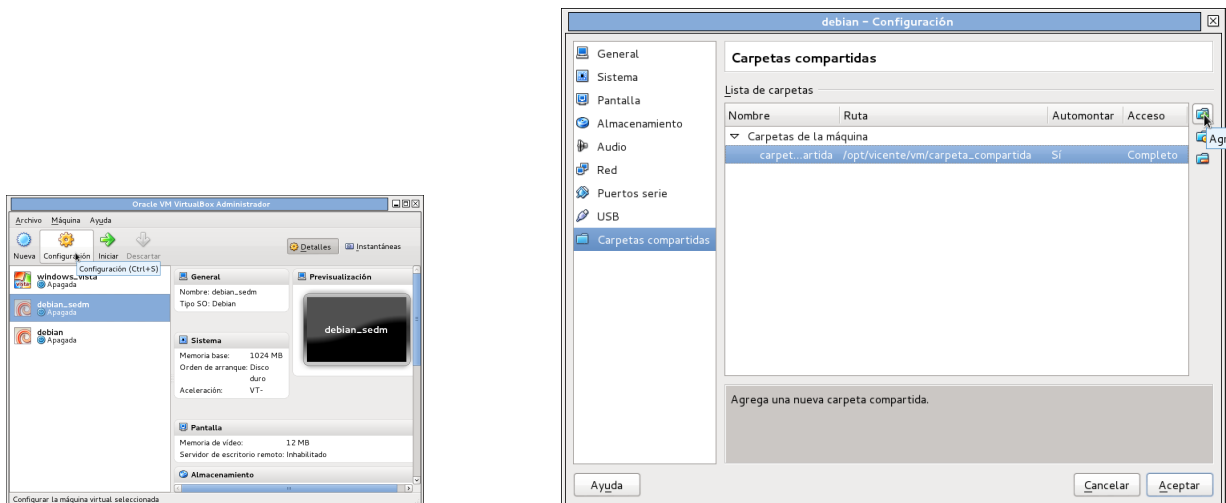 Oracle VM VirtualBox Administrador
Archivo Máquina Ayuda
Nueva Configuración Iniciar Descartar
Detalles Instantáneas
Configuración (Ctrl+S)
windows_vista
Apagada
debian_sedm
Apagada
debian
Apagada
General
Nombre: debian_sedm
Tipo SO: Debian
Sistema
Memoria base: 1024 MB
Orden de arranque: Disco
duro
Aceleración: VT-
Previsualización
debian_sedm
Pantalla
Memoria de vídeo: 12 MB
Servidor de escritorio remoto: Inhabilitado
Almacenamiento
Configurar la máquina virtual seleccionada
debian - Configuración
General
Sistema
Pantalla
Almacenamiento
Audio
Red
Puertos serie
USB
Carpetas compartidas
Carpetas compartidas
Lista de carpetas
Nombre Ruta Automontar Acceso
Carpetas de la máquina
carpet...artida /opt/vicente/vm/carpeta_compartida Sí Completo
Agr
Agrega una nueva carpeta compartida.
Ayuda Cancelar Aceptar